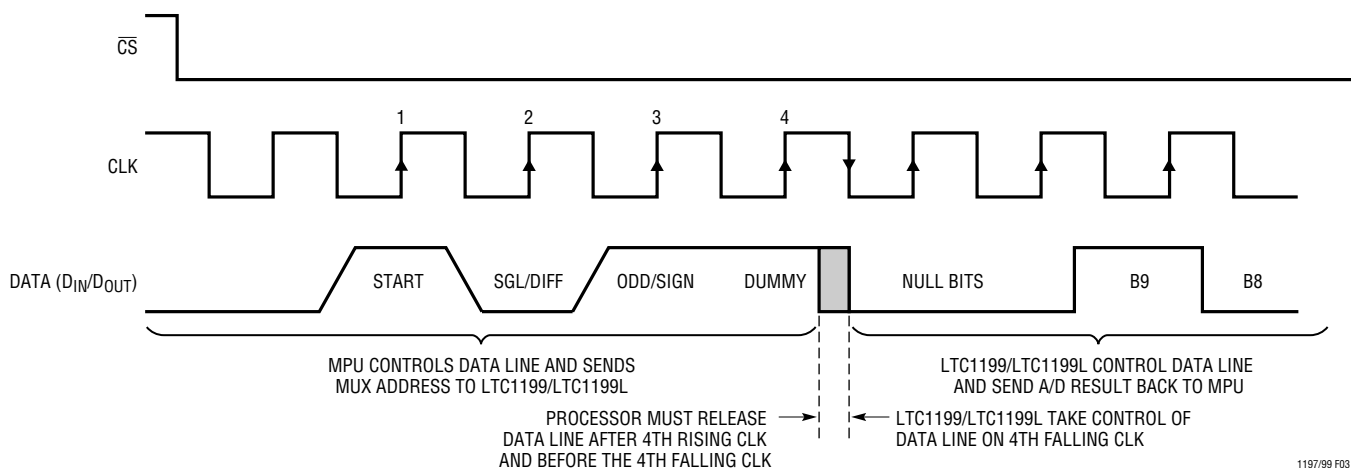 CS
1 2 3 4
CLK
DATA (DIN/DOUT)
START SGL/DIFF ODD/SIGN DUMMY NULL BITS B9 B8
MPU CONTROLS DATA LINE AND SENDS
MUX ADDRESS TO LTC1199/LTC1199L
LTC1199/LTC1199L CONTROL DATA LINE
AND SEND A/D RESULT BACK TO MPU
PROCESSOR MUST RELEASE
DATA LINE AFTER 4TH RISING CLK
AND BEFORE THE 4TH FALLING CLK
LTC1199/LTC1199L TAKE CONTROL OF
DATA LINE ON 4TH FALLING CLK
1197/99 F03